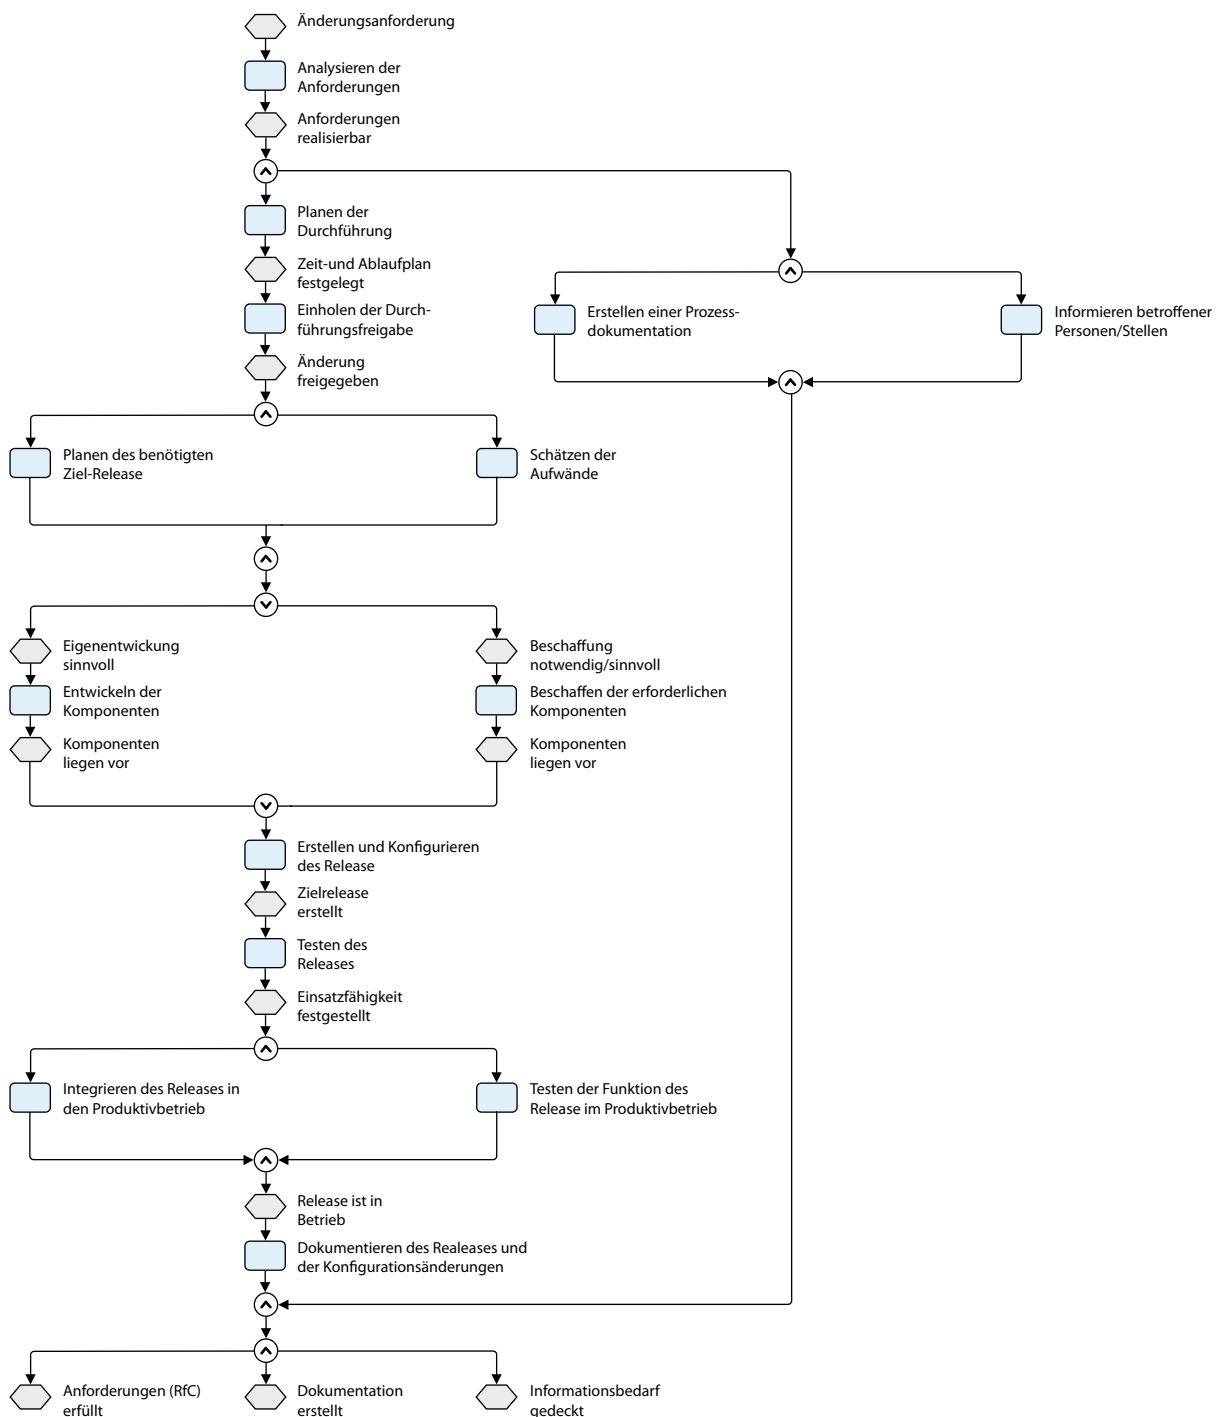 Änderungsanforderung
Analysieren der
Anforderungen
Anforderungen
realisierbar
Planen der
Durchführung
Zeit-und Ablaufplan
festgelegt
Einholen der Durch-
führungsfreigabe
Änderung
freigegeben
Erstellen einer Prozess-
dokumentation
Informieren betroffener
Personen/Stellen
Planen des benötigten
Ziel-Release
Schätzen der
Aufwände
Eigenentwickung
sinnvoll
Beschaffung
notwendig/sinnvoll
Entwickeln der
Komponenten
Beschaffen der erforderlichen
Komponenten
Komponenten
liegen vor
Komponenten
liegen vor
Erstellen und Konfigurieren
des Release
Zielrelease
erstellt
Testen des
Releases
Einsatzfähigkeit
festgestellt
Integrieren des Releases in
den Produktivbetrieb
Testen der Funktion des
Release im Produktivbetrieb
Release ist in
Betrieb
Dokumentieren des Realeases und
der Konfigurationsänderungen
Anforderungen (RfC)
erfüllt
Dokumentation
erstellt
Informationsbedarf
gedeckt